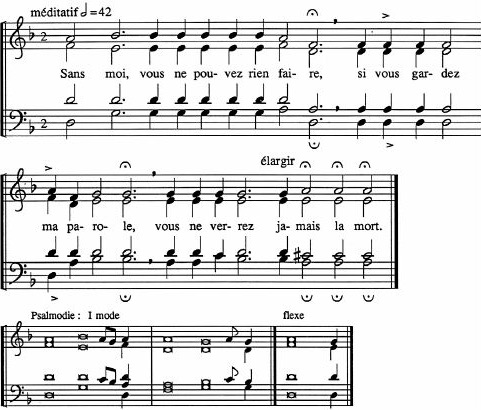 méditatif 𝅗𝅥 = 42
Sans moi, vous ne pou- vez rien fai- re, si vous gar- dez
élargir
ma pa- ro- le, vous ne ver- rez ja- mais la mort.
Psalmodie : I mode flexe